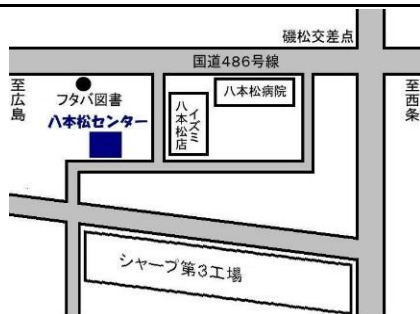 磯松交差点
国道486号線
至広島
フタバ図書
八本松病院
至西条
イズミ
八本松店
八本松センター
シャープ第3工場